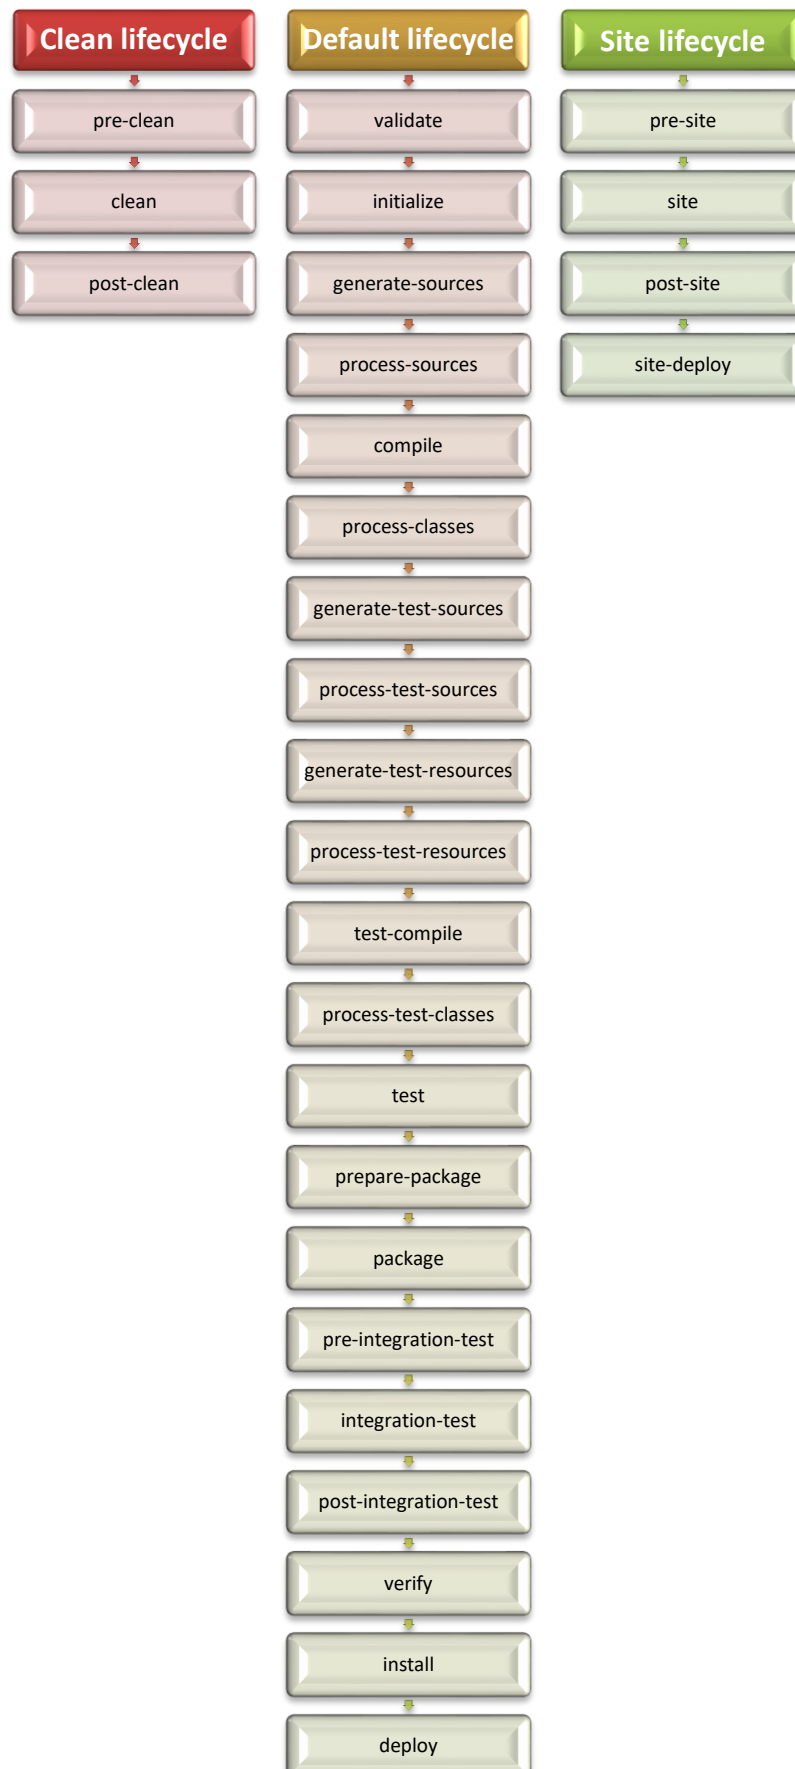 Clean lifecycle
pre-clean
clean
post-clean
Default lifecycle
validate
initialize
generate-sources
process-sources
compile
process-classes
generate-test-sources
process-test-sources
generate-test-resources
process-test-resources
test-compile
process-test-classes
test
prepare-package
package
pre-integration-test
integration-test
post-integration-test
verify
install
deploy
Site lifecycle
pre-site
site
post-site
site-deploy